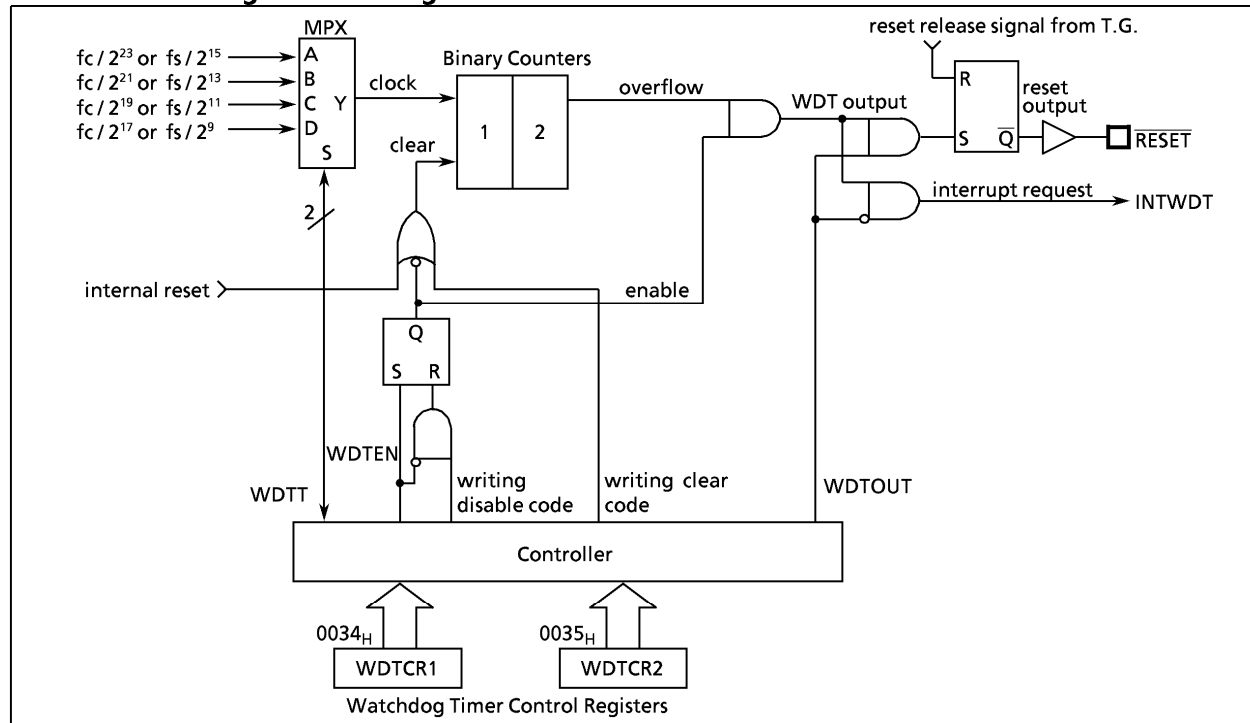 MPX
reset release signal from T.G.
fc / 2²³ or fs / 2¹⁵
fc / 2²¹ or fs / 2¹³
fc / 2¹⁹ or fs / 2¹¹
fc / 2¹⁷ or fs / 2⁹
A
B
C Y
D
S
clock
Binary Counters
1 2
clear
overflow
WDT output
R
S Q̅
reset
output
R̅E̅S̅E̅T̅
2
interrupt request
INTWDT
internal reset
enable
Q
S R
WDTEN
WDTT
writing
disable code
writing clear
code
WDTOUT
Controller
0034H
0035H
WDTCR1
WDTCR2
Watchdog Timer Control Registers